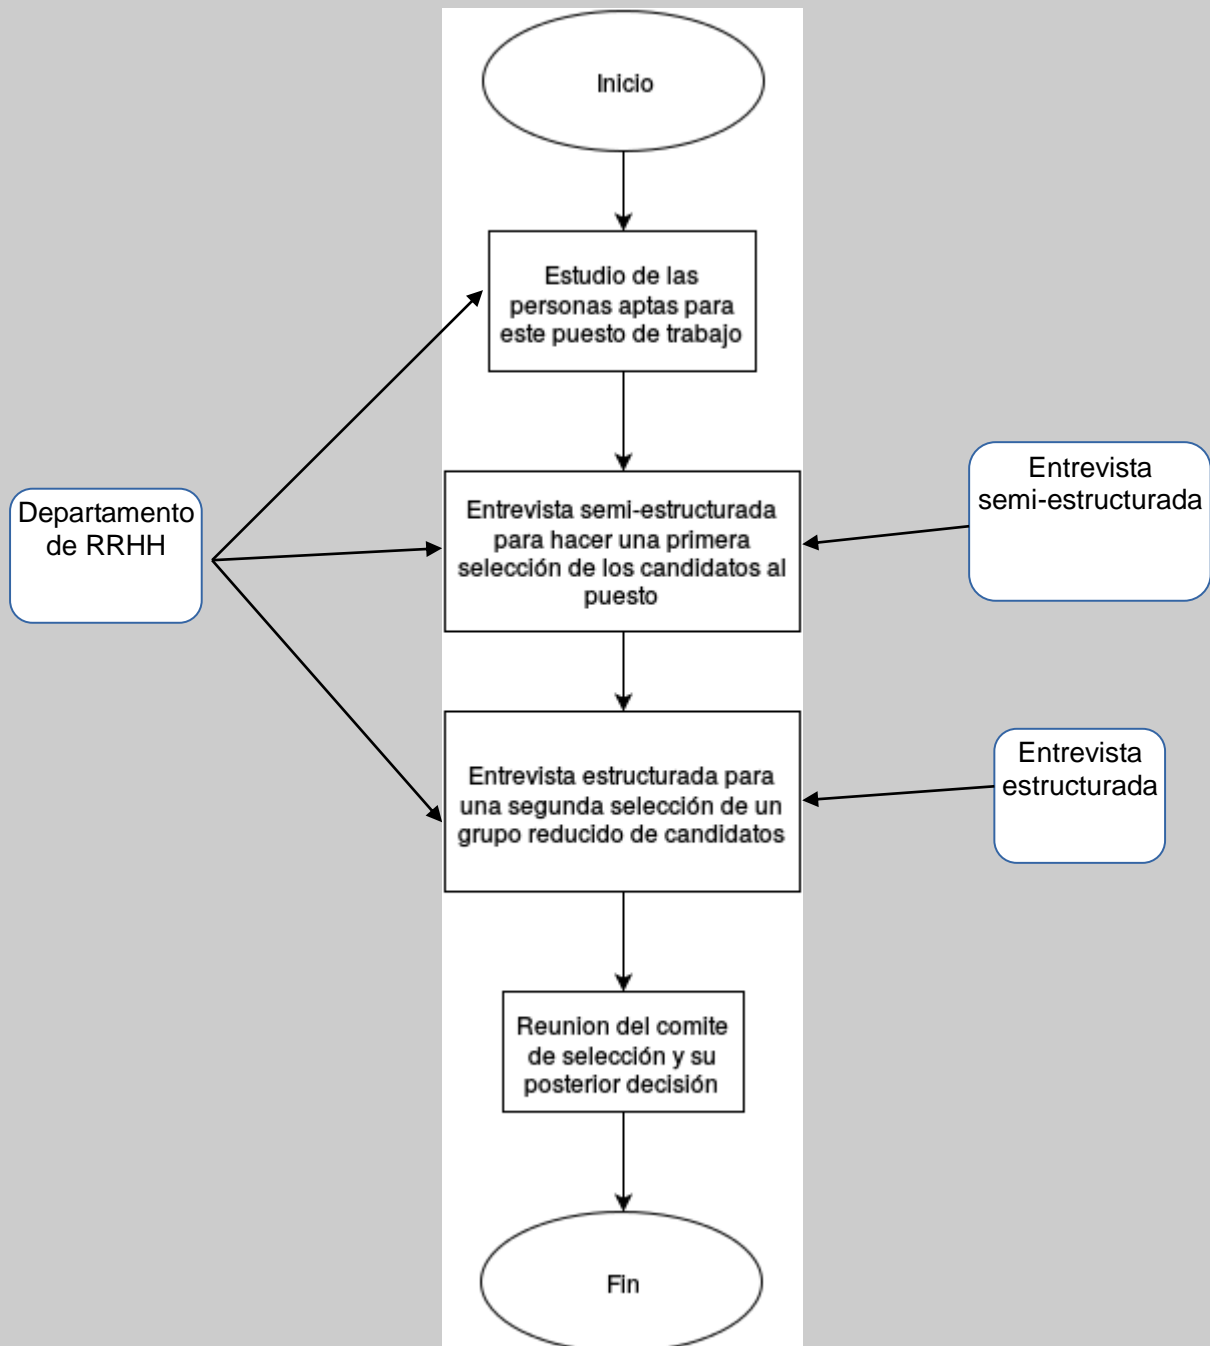 Inicio
Estudio de las
personas aptas para
este puesto de trabajo
Departamento
de RRHH
Entrevista semi-estructurada
para hacer una primera
selección de los candidatos al
puesto
Entrevista
semi-estructurada
Entrevista estructurada para
una segunda selección de un
grupo reducido de candidatos
Entrevista
estructurada
Reunion del comite
de selección y su
posterior decisión
Fin